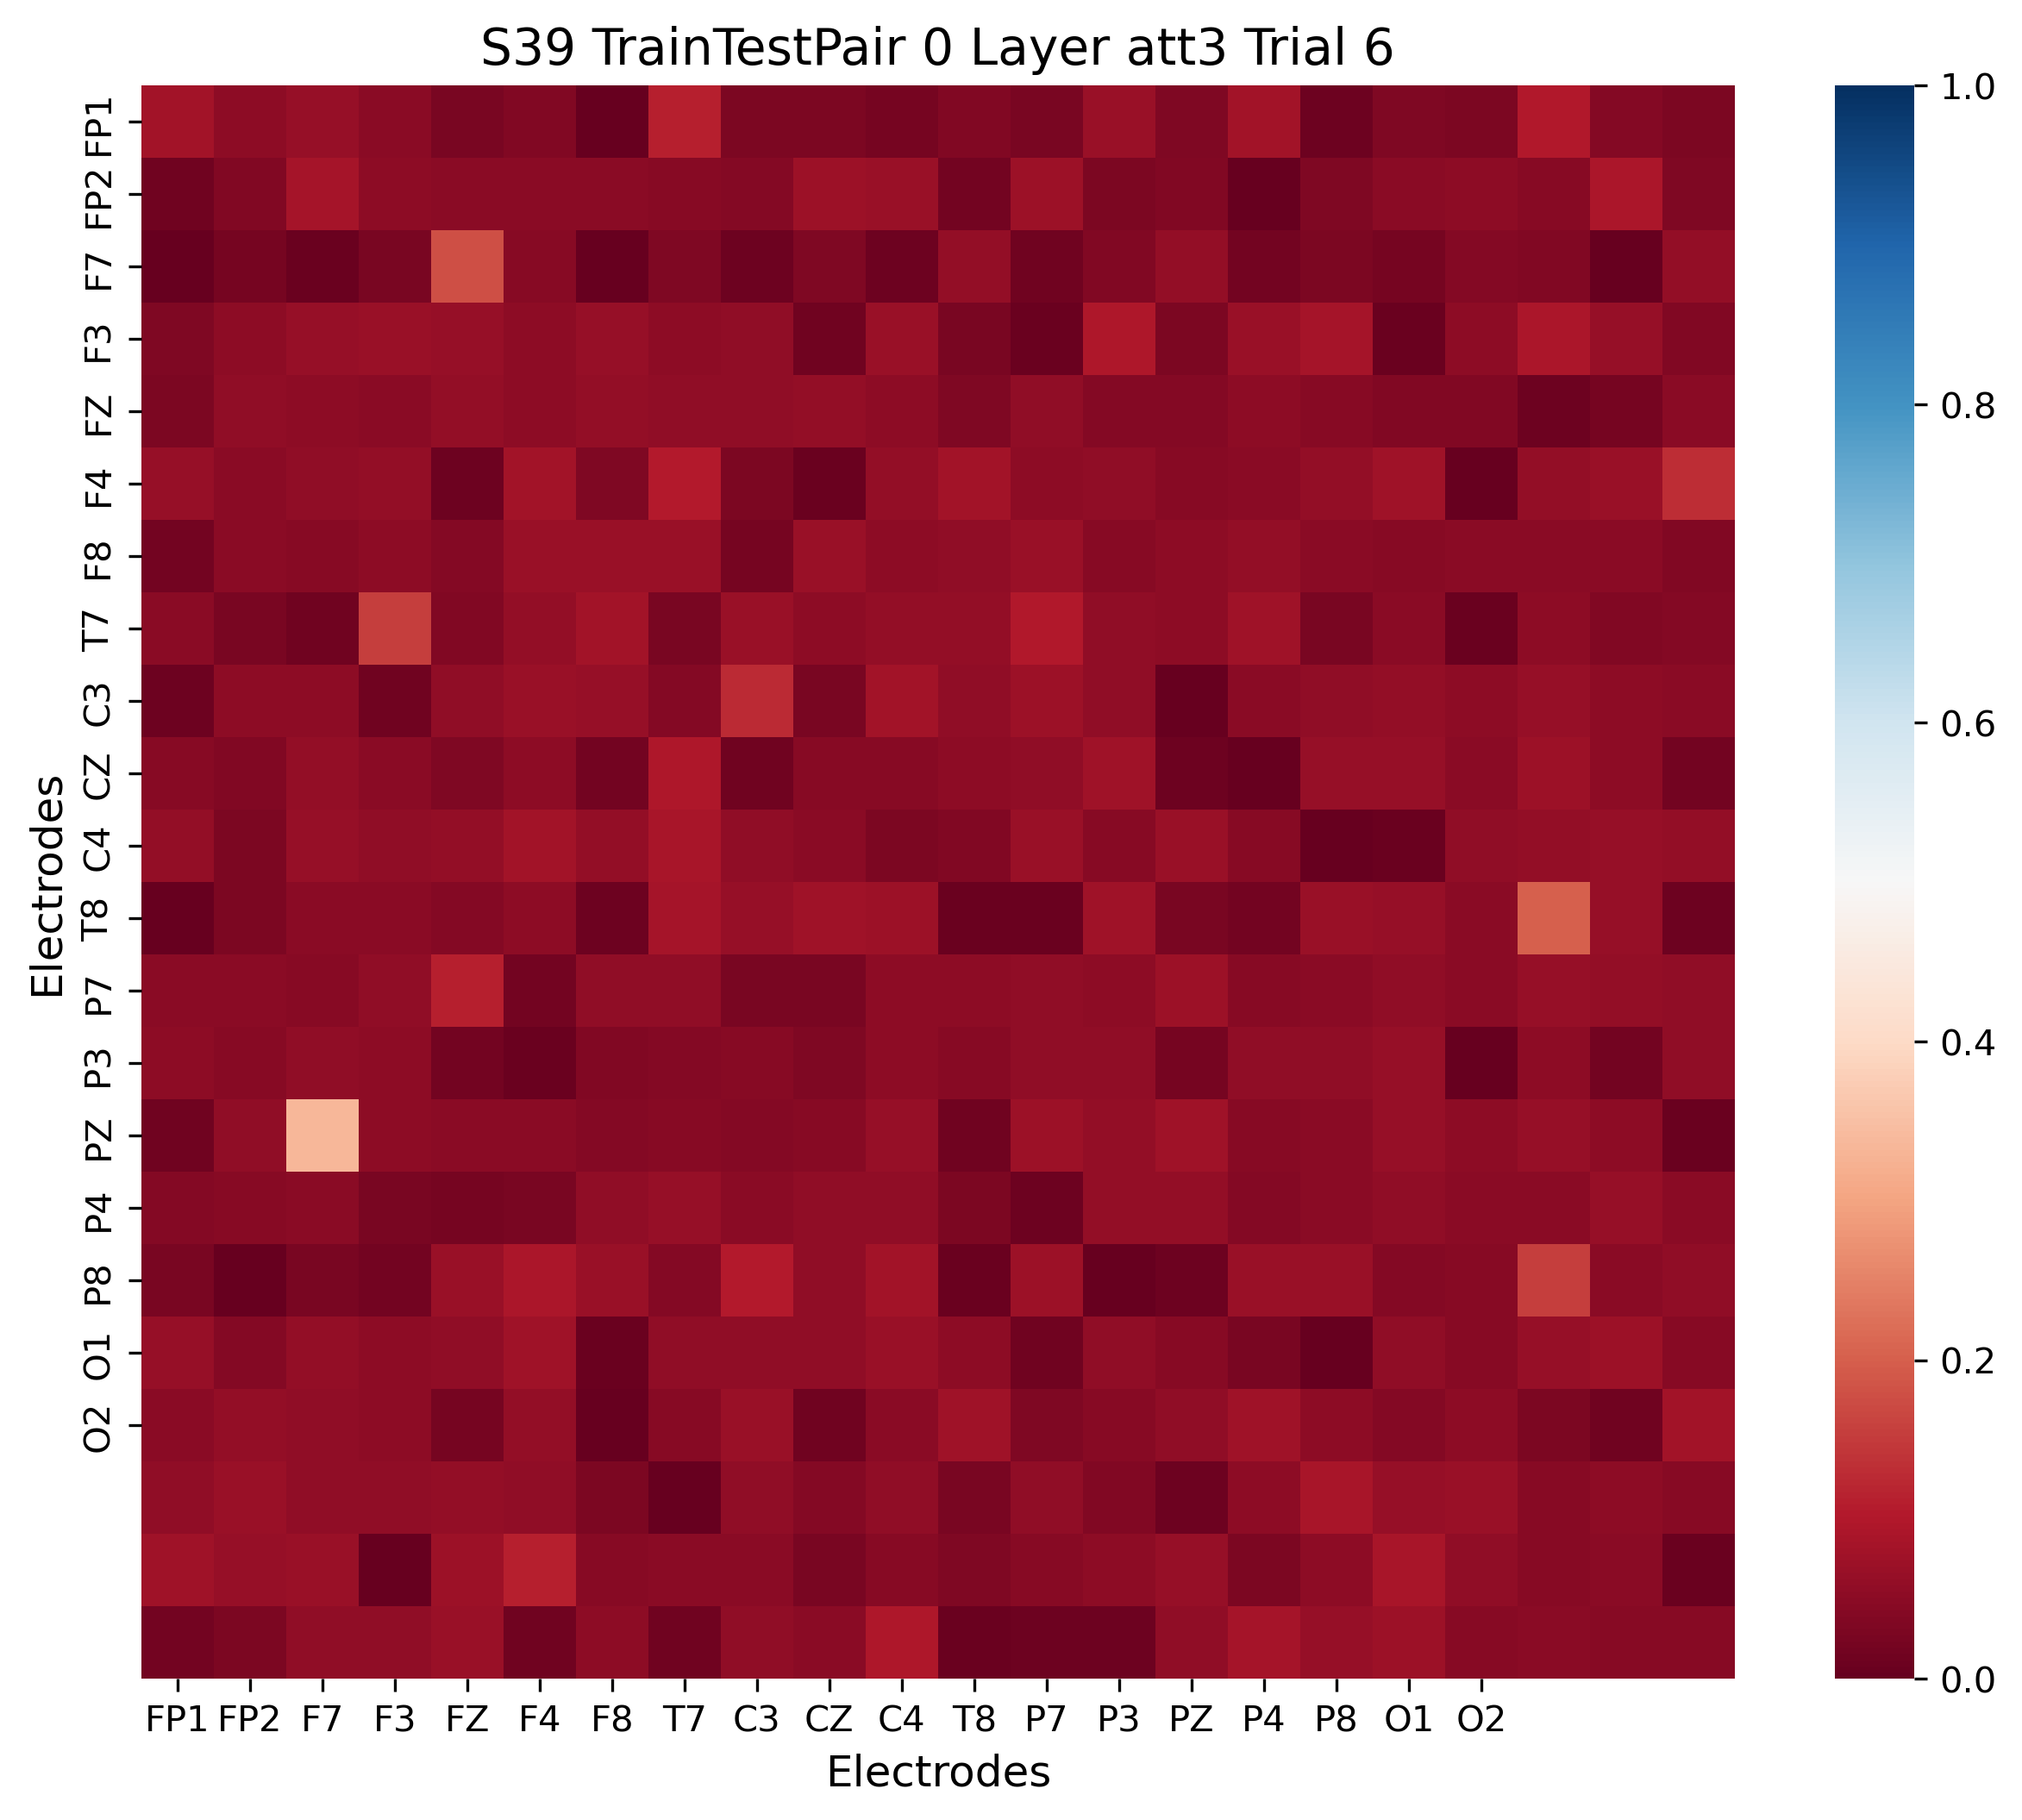 S39 TrainTestPair 0 Layer att3 Trial 6
Electrodes
FP1
FP2
F7
F3
FZ
F4
F8
T7
C3
CZ
C4
T8
P7
P3
PZ
P4
P8
O1
O2
FP1 FP2 F7 F3 FZ F4 F8 T7 C3 CZ C4 T8 P7 P3 PZ P4 P8 O1 O2
Electrodes
1.0
0.8
0.6
0.4
0.2
0.0